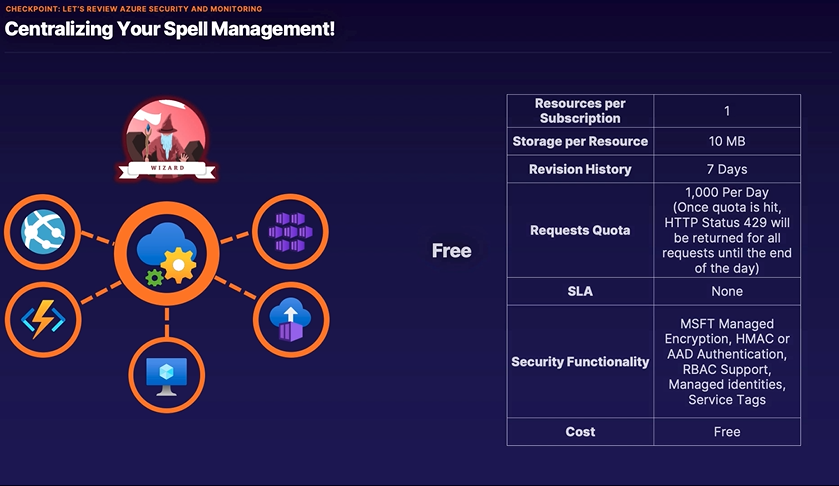 CHECKPOINT: LET'S REVIEW AZURE SECURITY AND MONITORING
Centralizing Your Spell Management!
WIZARD
Free
Resources per
Subscription
1
Storage per Resource
10 MB
Revision History
7 Days
Requests Quota
1,000 Per Day
(Once quota is hit,
HTTP Status 429 will
be returned for all
requests until the end
of the day)
SLA
None
Security Functionality
MSFT Managed
Encryption, HMAC or
AAD Authentication,
RBAC Support,
Managed identities,
Service Tags
Cost
Free